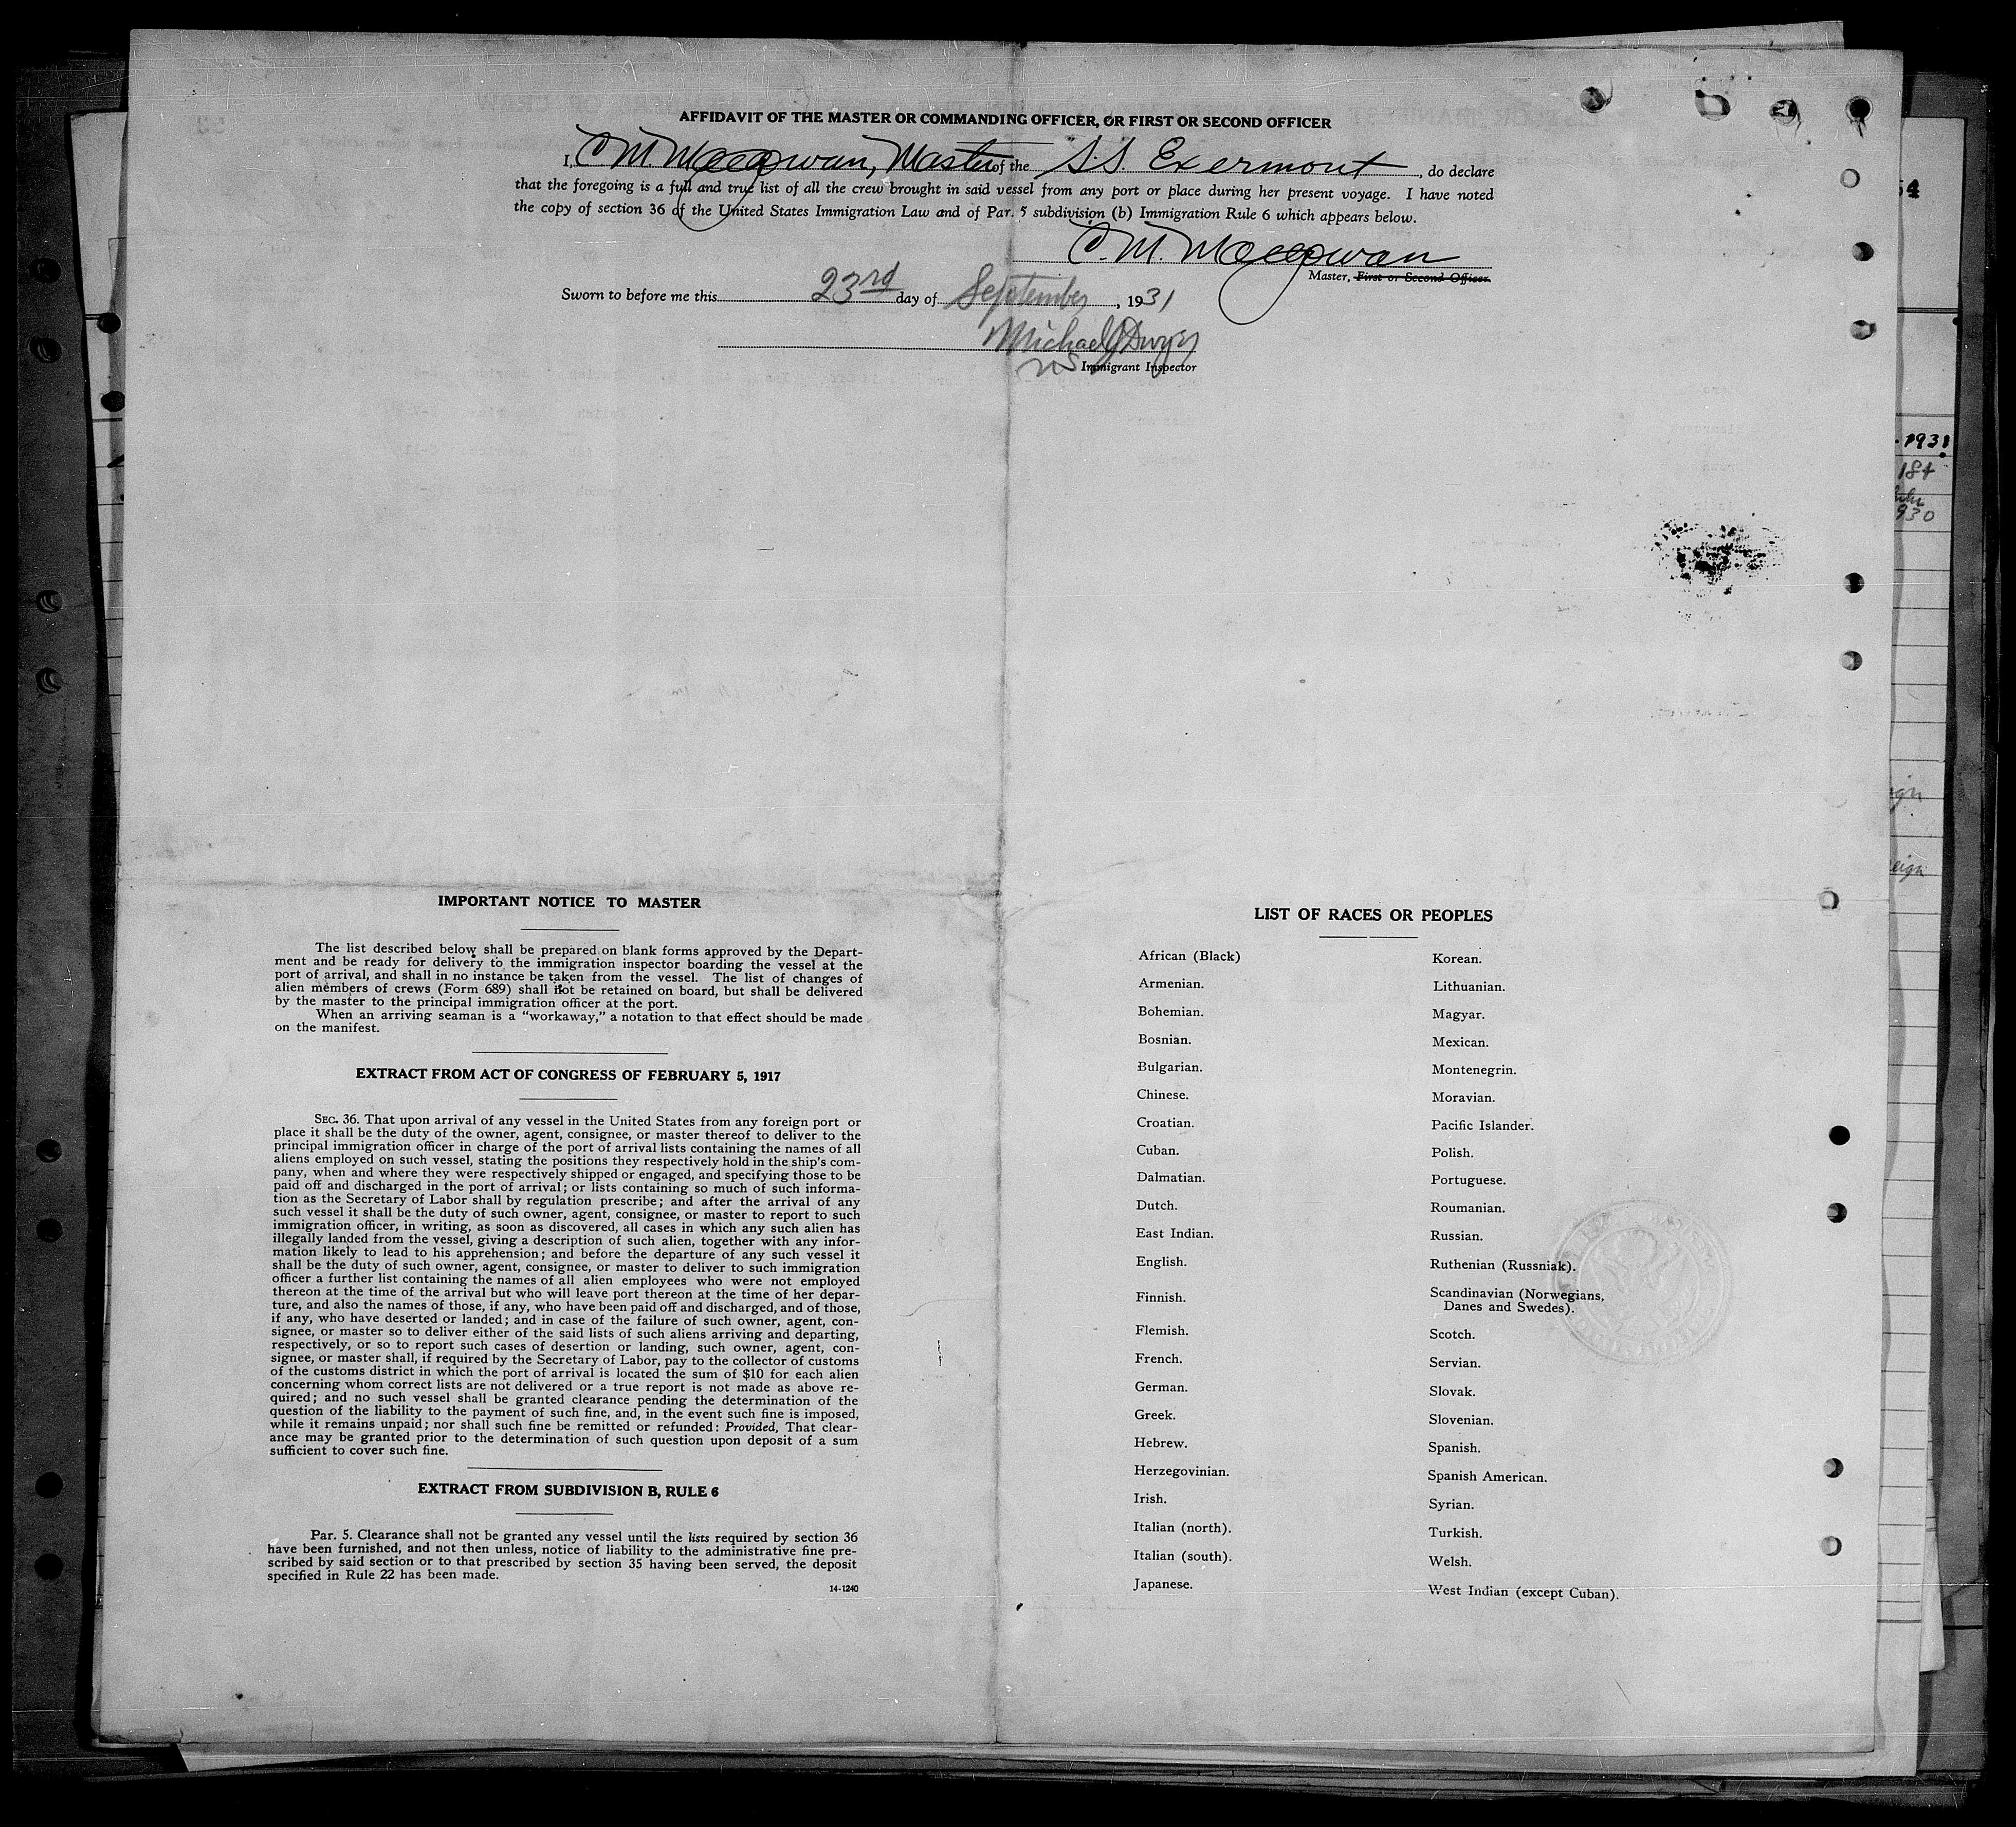 AFFIDAVIT OF THE MASTER OR COMMANDING OFFICER, OR FIRST OR SECOND OFFICER
I, C. M. Master of the S.S. Exermont, do declare
that the foregoing is a full and true list of all the crew brought in said vessel from any port or place during her present voyage. I have noted
the copy of section 36 of the United States Immigration Law and of Par. 5 subdivision (b) Immigration Rule 6 which appears below.
C. M.
Master, First or Second Officer.
Sworn to before me this 23rd day of September, 1931
Michael J Dwyer
US Immigrant Inspector
54
-1931
184
930
ign
eign
IMPORTANT NOTICE TO MASTER
The list described below shall be prepared on blank forms approved by the Depart-
ment and be ready for delivery to the immigration inspector boarding the vessel at the
port of arrival, and shall in no instance be taken from the vessel. The list of changes of
alien members of crews (Form 689) shall not be retained on board, but shall be delivered
by the master to the principal immigration officer at the port.
When an arriving seaman is a “workaway,” a notation to that effect should be made
on the manifest.
EXTRACT FROM ACT OF CONGRESS OF FEBRUARY 5, 1917
SEC. 36. That upon arrival of any vessel in the United States from any foreign port or
place it shall be the duty of the owner, agent, consignee, or master thereof to deliver to the
principal immigration officer in charge of the port of arrival lists containing the names of all
aliens employed on such vessel, stating the positions they respectively hold in the ship's com-
pany, when and where they were respectively shipped or engaged, and specifying those to be
paid off and discharged in the port of arrival; or lists containing so much of such informa-
tion as the Secretary of Labor shall by regulation prescribe; and after the arrival of any
such vessel it shall be the duty of such owner, agent, consignee, or master to report to such
immigration officer, in writing, as soon as discovered, all cases in which any such alien has
illegally landed from the vessel, giving a description of such alien, together with any infor-
mation likely to lead to his apprehension; and before the departure of any such vessel it
shall be the duty of such owner, agent, consignee, or master to deliver to such immigration
officer a further list containing the names of all alien employees who were not employed
thereon at the time of the arrival but who will leave port thereon at the time of her depar-
ture, and also the names of those, if any, who have been paid off and discharged, and of those,
if any, who have deserted or landed; and in case of the failure of such owner, agent, con-
signee, or master so to deliver either of the said lists of such aliens arriving and departing,
respectively, or so to report such cases of desertion or landing, such owner, agent, con-
signee, or master shall, if required by the Secretary of Labor, pay to the collector of customs
of the customs district in which the port of arrival is located the sum of $10 for each alien
concerning whom correct lists are not delivered or a true report is not made as above re-
quired; and no such vessel shall be granted clearance pending the determination of the
question of the liability to the payment of such fine, and, in the event such fine is imposed,
while it remains unpaid; nor shall such fine be remitted or refunded: Provided, That clear-
ance may be granted prior to the determination of such question upon deposit of a sum
sufficient to cover such fine.
EXTRACT FROM SUBDIVISION B, RULE 6
Par. 5. Clearance shall not be granted any vessel until the lists required by section 36
have been furnished, and not then unless, notice of liability to the administrative fine pre-
scribed by said section or to that prescribed by section 35 having been served, the deposit
specified in Rule 22 has been made.
14-1240
LIST OF RACES OR PEOPLES
African (Black)
Armenian.
Bohemian.
Bosnian.
Bulgarian.
Chinese.
Croatian.
Cuban.
Dalmatian.
Dutch.
East Indian.
English.
Finnish.
Flemish.
French.
German.
Greek.
Hebrew.
Herzegovinian.
Irish.
Italian (north).
Italian (south).
Japanese.
Korean.
Lithuanian.
Magyar.
Mexican.
Montenegrin.
Moravian.
Pacific Islander.
Polish.
Portuguese.
Roumanian.
Russian.
Ruthenian (Russniak).
Scandinavian (Norwegians,
Danes and Swedes).
Scotch.
Servian.
Slovak.
Slovenian.
Spanish.
Spanish American.
Syrian.
Turkish.
Welsh.
West Indian (except Cuban).